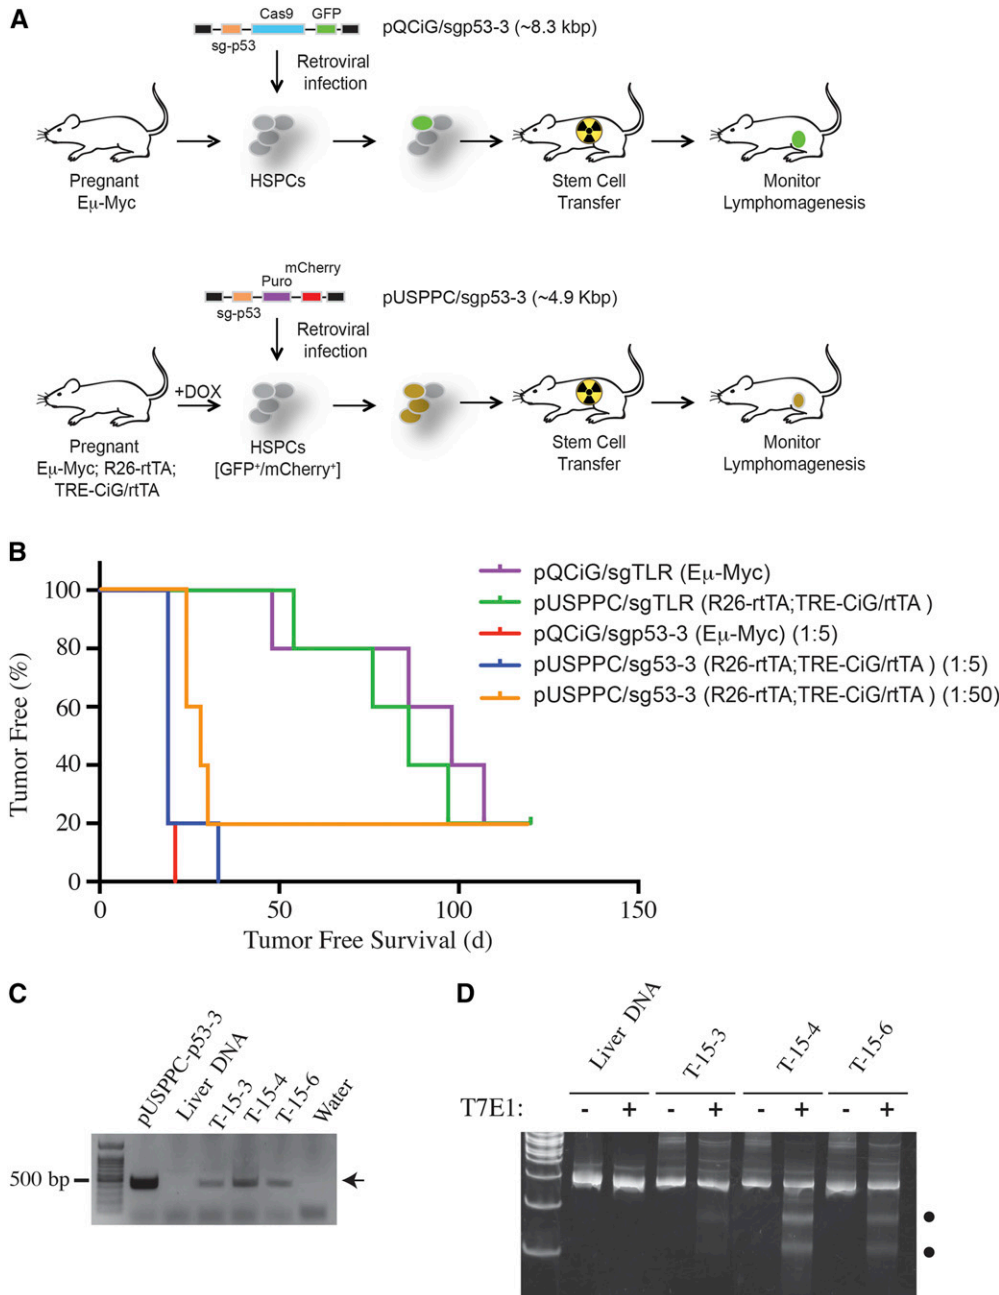 A
Cas9 GFP
pQCiG/sgp53-3 (~8.3 kbp)
sg-p53
Retroviral
infection
Pregnant
Eμ-Myc
HSPCs
Stem Cell
Transfer
Monitor
Lymphomagenesis
mCherry
Puro
pUSPPC/sgp53-3 (~4.9 Kbp)
sg-p53
Retroviral
infection
+DOX
Pregnant
Eμ-Myc; R26-rtTA;
TRE-CiG/rtTA
HSPCs
[GFP⁺/mCherry⁺]
Stem Cell
Transfer
Monitor
Lymphomagenesis
B
Tumor Free (%)
100
80
60
40
20
0
0 50 100 150
Tumor Free Survival (d)
pQCiG/sgTLR (Eμ-Myc)
pUSPPC/sgTLR (R26-rtTA;TRE-CiG/rtTA )
pQCiG/sgp53-3 (Eμ-Myc) (1:5)
pUSPPC/sg53-3 (R26-rtTA;TRE-CiG/rtTA ) (1:5)
pUSPPC/sg53-3 (R26-rtTA;TRE-CiG/rtTA ) (1:50)
C
pUSPPC-p53-3
Liver DNA
T-15-3
T-15-4
T-15-6
Water
500 bp
D
Liver DNA
T-15-3
T-15-4
T-15-6
T7E1: - + - + - + - +